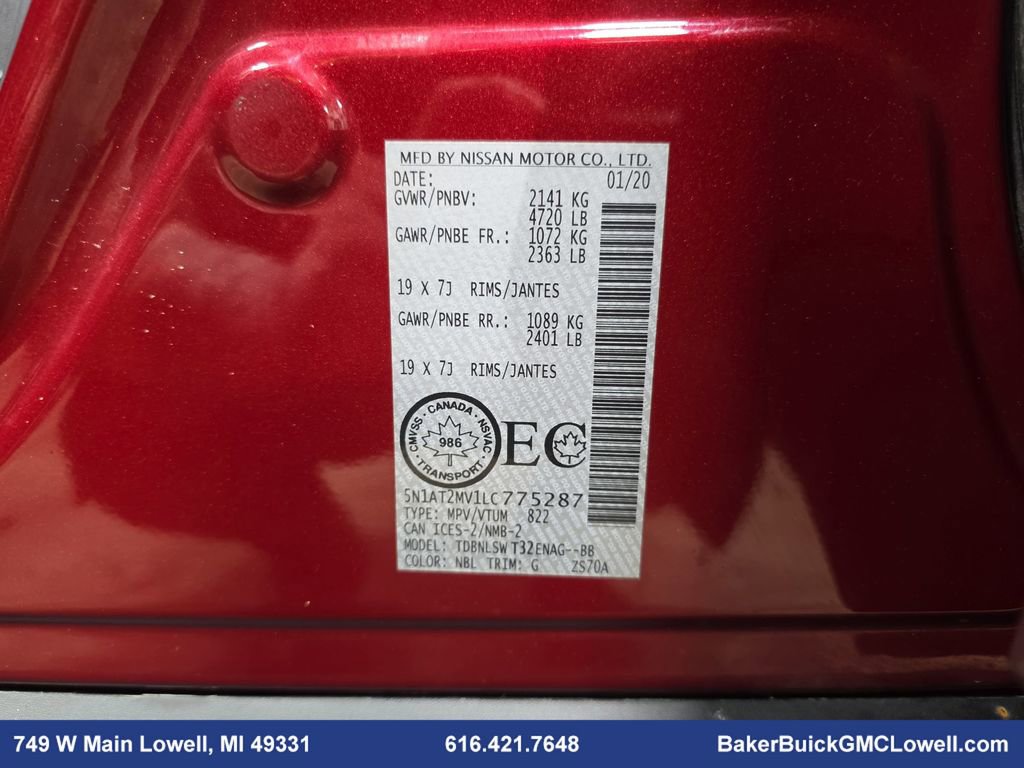 MFD BY NISSAN MOTOR CO., LTD.
DATE: 01/20
GVWR/PNBV: 2141 KG
4720 LB
GAWR/PNBE FR.: 1072 KG
2363 LB
19 X 7J RIMS/JANTES
GAWR/PNBE RR.: 1089 KG
2401 LB
19 X 7J RIMS/JANTES
CMVSS · CANADA · NSVAC · TRANSPORT ·
986
EC
5N1AT2MV1LC775287
TYPE: MPV/VTUM 822
CAN ICES-2/NMB-2
MODEL: TDBNLSW T32ENAG--BB
COLOR: NBL TRIM: G ZS70A
749 W Main Lowell, MI 49331
616.421.7648
BakerBuickGMCLowell.com